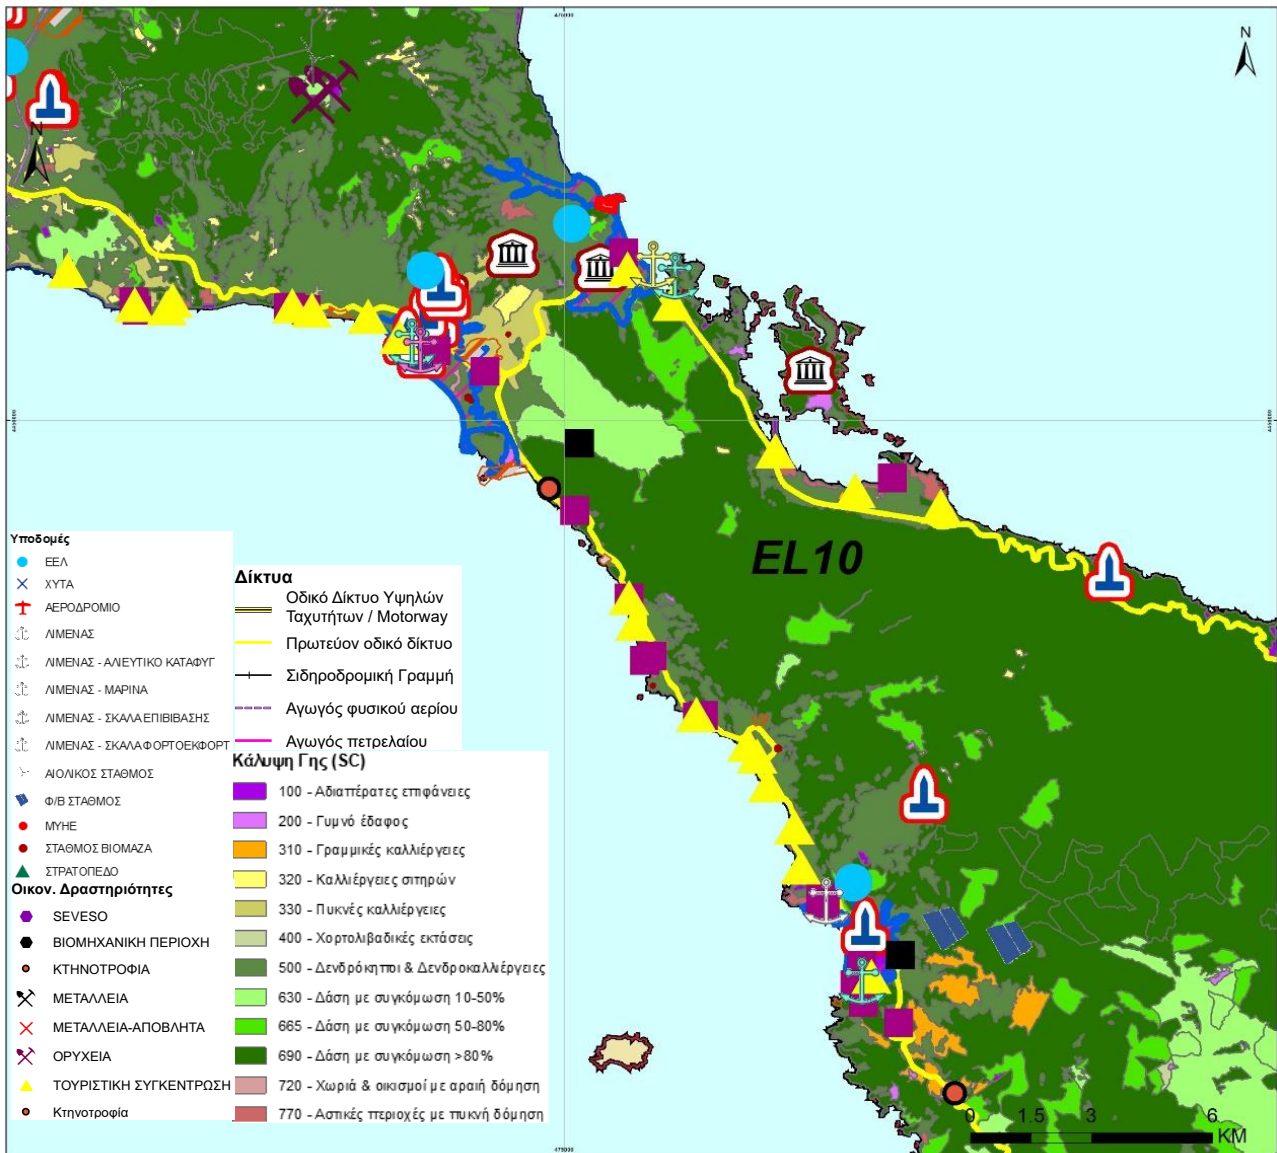 475000
N
N
4450000
4450000
EL10
Υποδομές
ΕΕΛ
ΧΥΤΑ
ΑΕΡΟΔΡΟΜΙΟ
ΛΙΜΕΝΑΣ
ΛΙΜΕΝΑΣ - ΑΛΙΕΥΤΙΚΟ ΚΑΤΑΦΥΓ
ΛΙΜΕΝΑΣ - ΜΑΡΙΝΑ
ΛΙΜΕΝΑΣ - ΣΚΑΛΑ ΕΠΙΒΙΒΑΣΗΣ
ΛΙΜΕΝΑΣ - ΣΚΑΛΑ ΦΟΡΤΟΕΚΦΟΡΤ
ΑΙΟΛΙΚΟΣ ΣΤΑΘΜΟΣ
Φ/Β ΣΤΑΘΜΟΣ
ΜΥΗΕ
ΣΤΑΘΜΟΣ ΒΙΟΜΑΖΑ
ΣΤΡΑΤΟΠΕΔΟ
Οικον. Δραστηριότητες
SEVESO
ΒΙΟΜΗΧΑΝΙΚΗ ΠΕΡΙΟΧΗ
ΚΤΗΝΟΤΡΟΦΙΑ
ΜΕΤΑΛΛΕΙΑ
ΜΕΤΑΛΛΕΙΑ-ΑΠΟΒΛΗΤΑ
ΟΡΥΧΕΙΑ
ΤΟΥΡΙΣΤΙΚΗ ΣΥΓΚΕΝΤΡΩΣΗ
Κτηνοτροφία
Δίκτυα
Οδικό Δίκτυο Υψηλών
Ταχυτήτων / Motorway
Πρωτεύον οδικό δίκτυο
Σιδηροδρομική Γραμμή
Αγωγός φυσικού αερίου
Αγωγός πετρελαίου
Κάλυψη Γης (SC)
100 - Αδιαπέρατες επιφάνειες
200 - Γυμνό έδαφος
310 - Γραμμικές καλλιέργειες
320 - Καλλιέργειες σιτηρών
330 - Πυκνές καλλιέργειες
400 - Χορτολιβαδικές εκτάσεις
500 - Δενδρόκηποι & Δενδροκαλλιέργειες
630 - Δάση με συγκόμωση 10-50%
665 - Δάση με συγκόμωση 50-80%
690 - Δάση με συγκόμωση >80%
720 - Χωριά & οικισμοί με αραιή δόμηση
770 - Αστικές περιοχές με πυκνή δόμηση
0 1.5 3 6
KM
475000